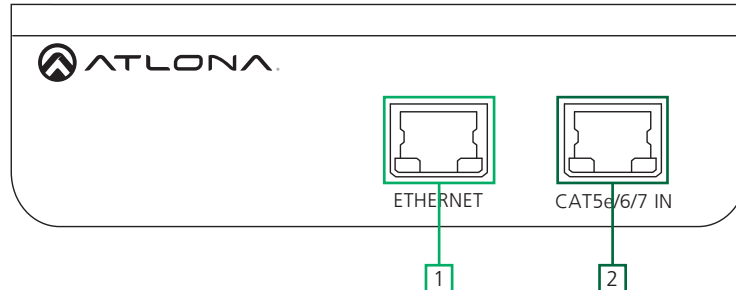 ATLONA
ETHERNET
CAT5e/6/7 IN
1
2